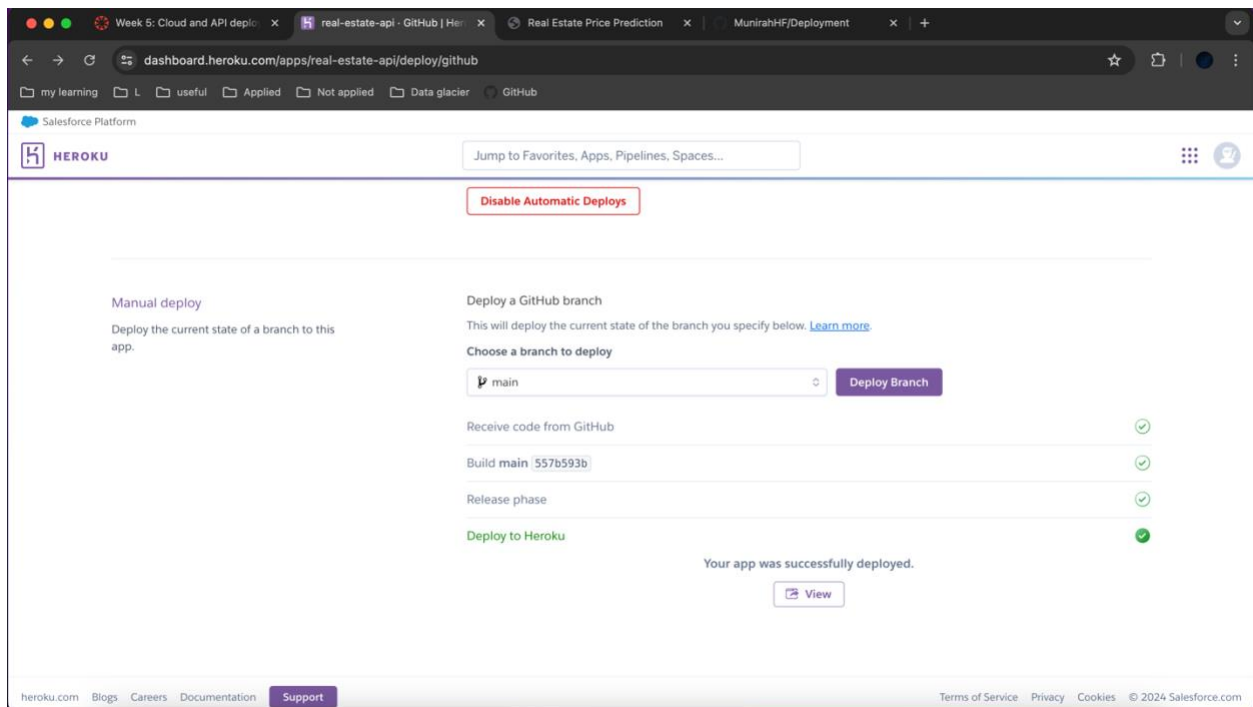 Week 5: Cloud and API deplo
real-estate-api · GitHub | Her
Real Estate Price Prediction
MunirahHF/Deployment
dashboard.heroku.com/apps/real-estate-api/deploy/github
my learning L useful Applied Not applied Data glacier GitHub
Salesforce Platform
HEROKU
Jump to Favorites, Apps, Pipelines, Spaces...
Disable Automatic Deploys
Manual deploy
Deploy the current state of a branch to this
app.
Deploy a GitHub branch
This will deploy the current state of the branch you specify below. Learn more.
Choose a branch to deploy
main
Deploy Branch
Receive code from GitHub
Build main 557b593b
Release phase
Deploy to Heroku
Your app was successfully deployed.
View
heroku.com Blogs Careers Documentation Support
Terms of Service Privacy Cookies © 2024 Salesforce.com